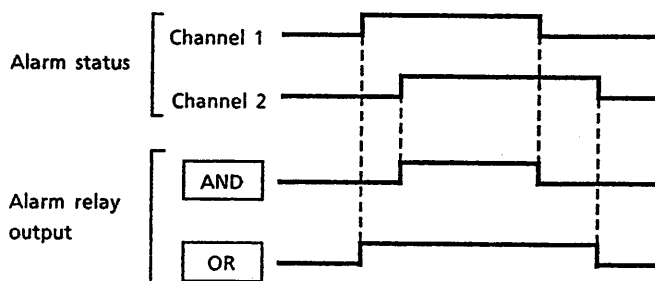 Channel 1
Alarm status
Channel 2
AND
Alarm relay
output
OR